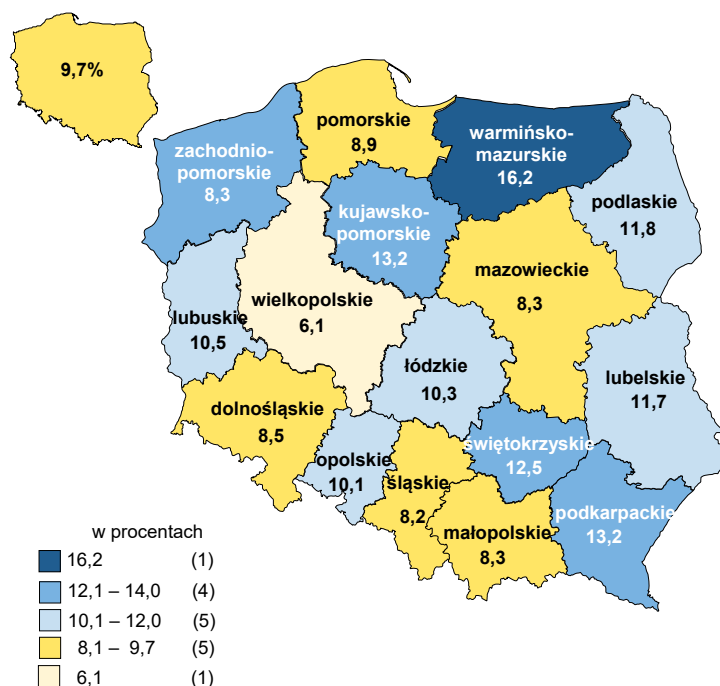 9,7%
pomorskie
8,9
warmińsko-
mazurskie
16,2
zachodnio-
pomorskie
8,3
podlaskie
11,8
kujawsko-
pomorskie
13,2
mazowieckie
8,3
wielkopolskie
6,1
lubuskie
10,5
łódzkie
10,3
lubelskie
11,7
dolnośląskie
8,5
świętokrzyskie
12,5
opolskie
10,1
śląskie
8,2
małopolskie
8,3
podkarpackie
13,2
w procentach
16,2 (1)
12,1 – 14,0 (4)
10,1 – 12,0 (5)
8,1 – 9,7 (5)
6,1 (1)